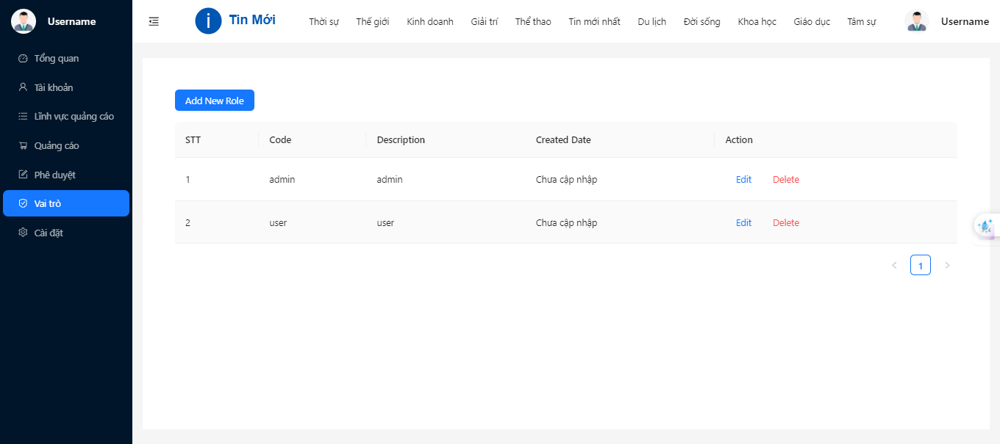 Username
Tổng quan
Tài khoản
Lĩnh vực quảng cáo
Quảng cáo
Phê duyệt
Vai trò
Cài đặt
i Tin Mới
Thời sự Thế giới Kinh doanh Giải trí Thể thao Tin mới nhất Du lịch Đời sống Khoa học Giáo dục Tâm sự
Username
Add New Role
STT Code Description Created Date Action
1 admin admin Chưa cập nhập Edit Delete
2 user user Chưa cập nhập Edit Delete
< 1 >